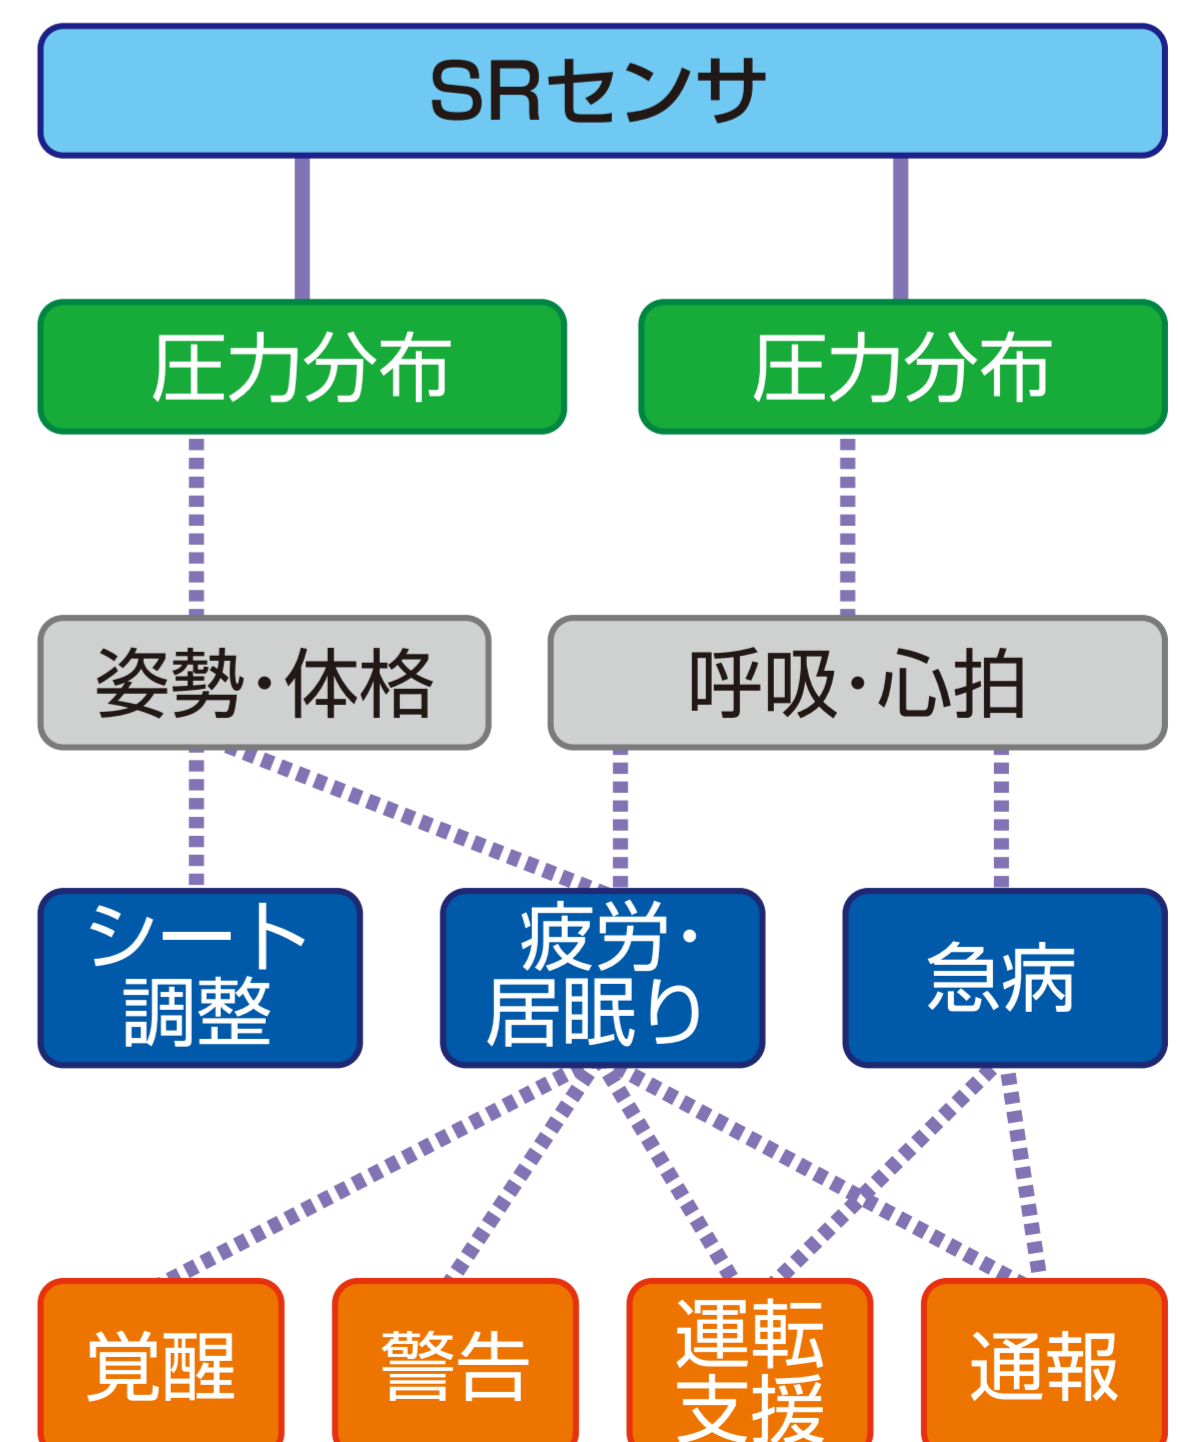 SRセンサ
圧力分布
圧力分布
姿勢･体格
呼吸･心拍
シート
調整
疲労･
居眠り
急病
覚醒
警告
運転
支援
通報